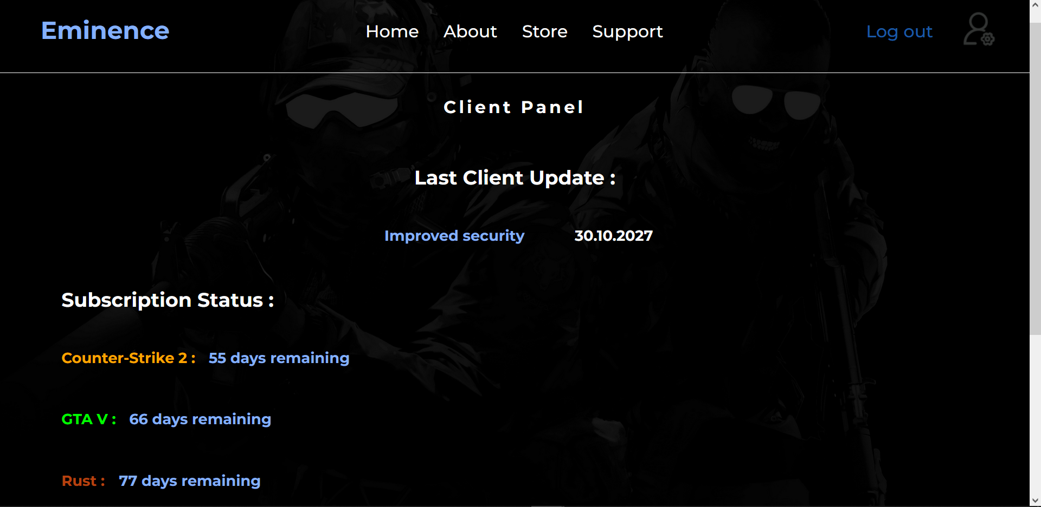 Eminence Home About Store Support Log out
Client Panel
Last Client Update :
Improved security 30.10.2027
Subscription Status :
Counter-Strike 2 : 55 days remaining
GTA V : 66 days remaining
Rust : 77 days remaining